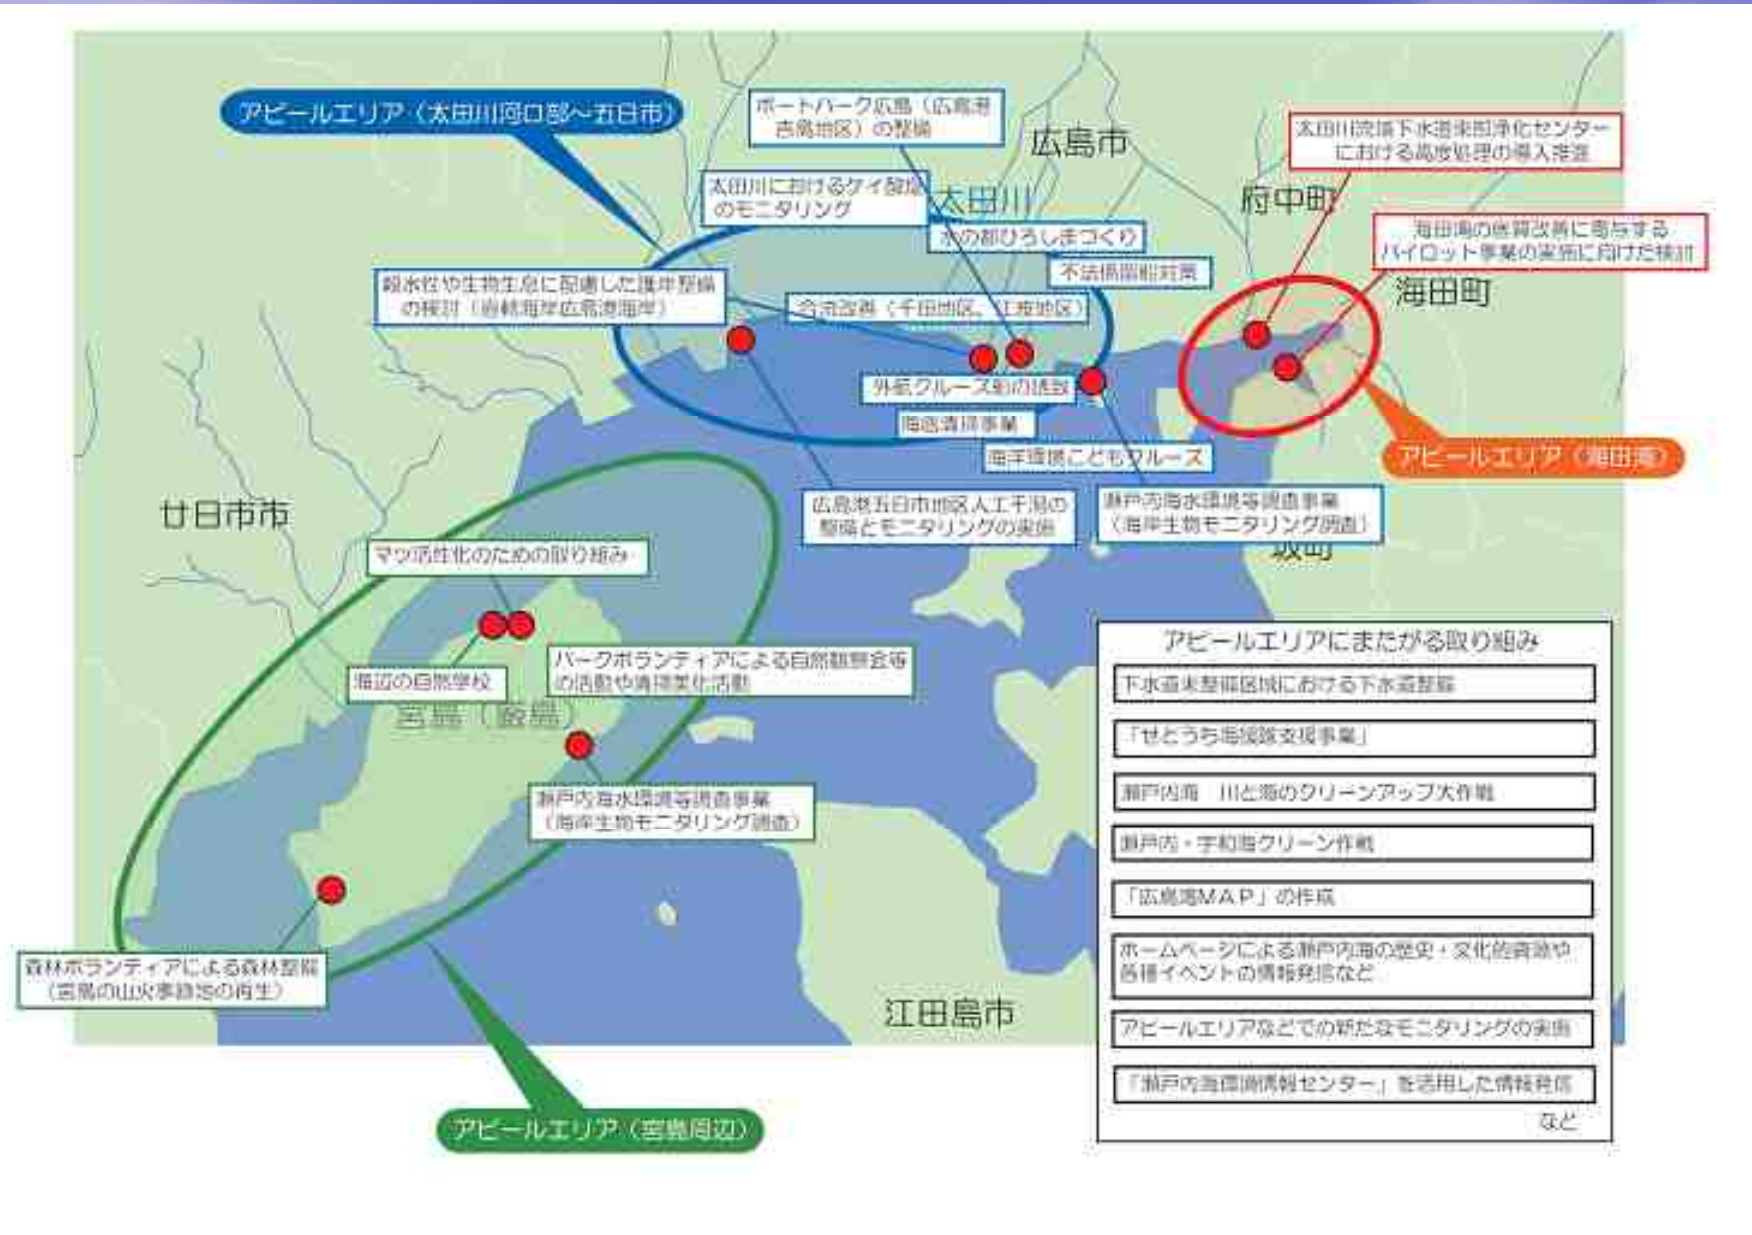 アピールエリア（太田川河口部～五日市）
ポートパーク広島（広島港
吉島地区）の整備
広島市
太田川流域下水道東部浄化センター
における高度処理の導入推進
太田川におけるケイ酸塩
のモニタリング
太田川
府中町
水の都ひろしまづくり
海田湾の底質改善に寄与する
パイロット事業の実施に向けた検討
不法係留船対策
海田町
親水性や生物生息に配慮した護岸整備
の検討（海岸広島港海岸）
合流改善（千田地区、江波地区）
外航クルーズ船の誘致
海底清掃事業
海洋環境こどもクルーズ
アピールエリア（海田湾）
広島港五日市地区人工干潟の
整備とモニタリングの実施
瀬戸内海水環境等調査事業
（海岸生物モニタリング調査）
坂町
廿日市市
マツ活性化のための取り組み
海辺の自然学校
パークボランティアによる自然観察会等
の活動や清掃美化活動
宮島（厳島）
瀬戸内海水環境等調査事業
（海岸生物モニタリング調査）
森林ボランティアによる森林整備
（宮島の山火事跡地の再生）
江田島市
アピールエリア（宮島周辺）
アピールエリアにまたがる取り組み
下水道未整備区域における下水道整備
「せとうち海援隊支援事業」
瀬戸内海　川と海のクリーンアップ大作戦
瀬戸内・宇和海クリーン作戦
「広島湾ＭＡＰ」の作成
ホームページによる瀬戸内海の歴史・文化的資源や
各種イベントの情報発信など
アピールエリアなどでの新たなモニタリングの実施
「瀬戸内海環境情報センター」を活用した情報発信
など